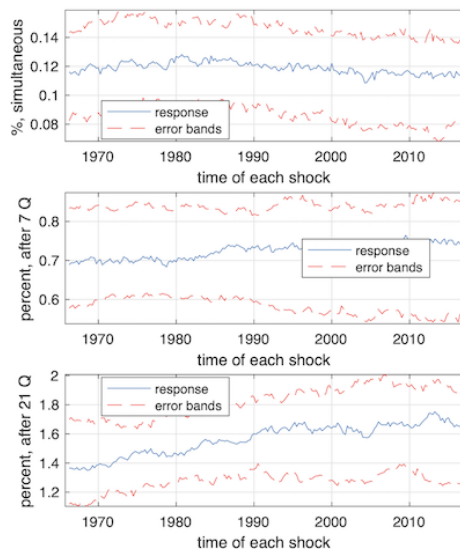 %, simultaneous
0.14
0.12
0.1
0.08
response
error bands
1970 1980 1990 2000 2010
time of each shock
percent, after 7 Q
0.8
0.7
0.6
response
error bands
1970 1980 1990 2000 2010
time of each shock
percent, after 21 Q
2
1.8
1.6
1.4
1.2
response
error bands
1970 1980 1990 2000 2010
time of each shock